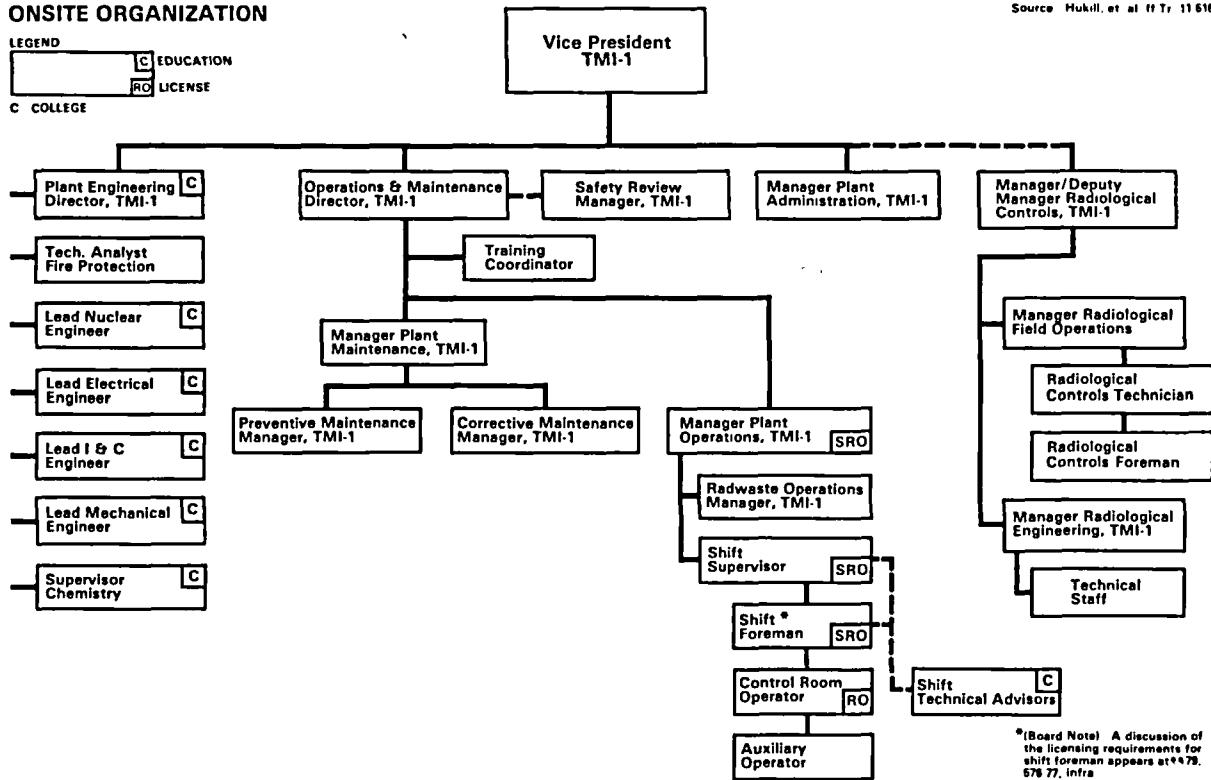 ONSITE ORGANIZATION
Source Hukill, et al ff Tr 11 616
LEGEND
C EDUCATION
RO LICENSE
C COLLEGE
Vice President
TMI-1
Plant Engineering C
Director, TMI-1
Operations & Maintenance
Director, TMI-1
Safety Review
Manager, TMI-1
Manager Plant
Administration, TMI-1
Manager/Deputy
Manager Radiological
Controls, TMI-1
Tech. Analyst
Fire Protection
Training
Coordinator
Lead Nuclear C
Engineer
Manager Plant
Maintenance, TMI-1
Manager Radiological
Field Operations
Lead Electrical C
Engineer
Radiological
Controls Technician
Preventive Maintenance
Manager, TMI-1
Corrective Maintenance
Manager, TMI-1
Manager Plant
Operations, TMI-1 SRO
Lead I & C C
Engineer
Radiological
Controls Foreman
Radwaste Operations
Manager, TMI-1
Lead Mechanical C
Engineer
Manager Radiological
Engineering, TMI-1
Shift
Supervisor SRO
Supervisor C
Chemistry
Technical
Staff
Shift *
Foreman SRO
Control Room
Operator RO
Shift C
Technical Advisors
Auxiliary
Operator
*(Board Note) A discussion of
the licensing requirements for
shift foreman appears at
infra